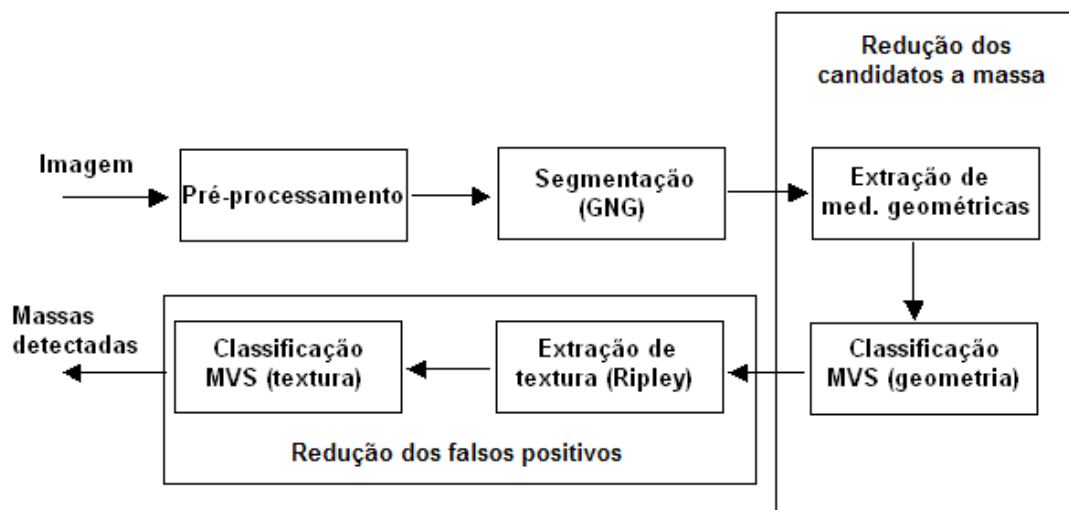 Redução dos
candidatos a massa
Imagem
Pré-processamento
Segmentação
(GNG)
Extração de
med. geométricas
Massas
detectadas
Classificação
MVS (textura)
Extração de
textura (Ripley)
Classificação
MVS (geometria)
Redução dos falsos positivos